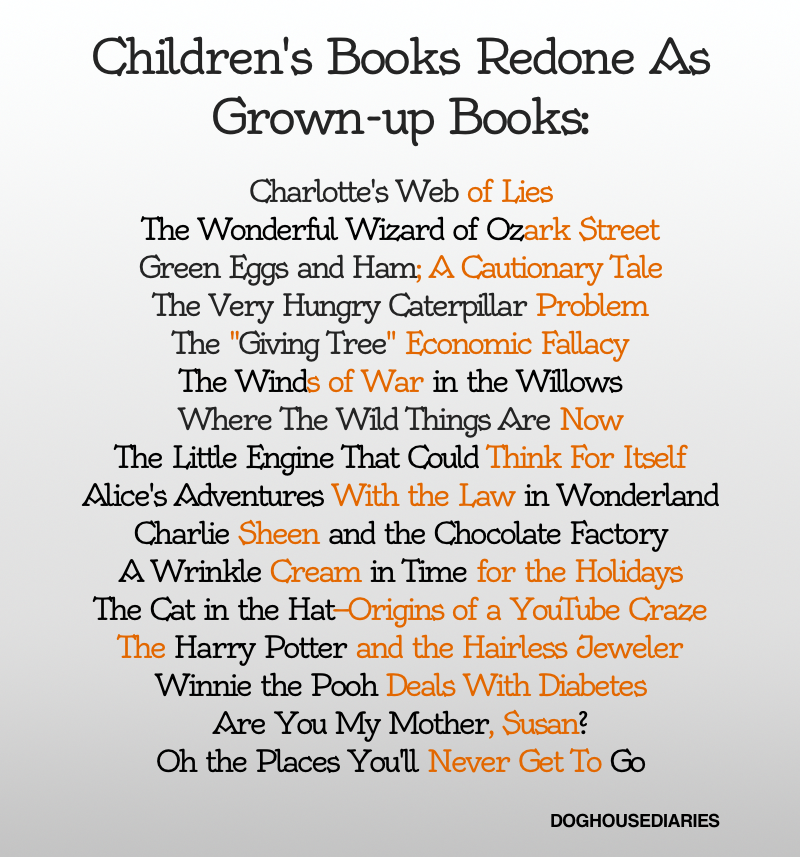 Children's Books Redone As
Grown-up Books:
Charlotte's Web of Lies
The Wonderful Wizard of Ozark Street
Green Eggs and Ham; A Cautionary Tale
The Very Hungry Caterpillar Problem
The "Giving Tree" Economic Fallacy
The Winds of War in the Willows
Where The Wild Things Are Now
The Little Engine That Could Think For Itself
Alice's Adventures With the Law in Wonderland
Charlie Sheen and the Chocolate Factory
A Wrinkle Cream in Time for the Holidays
The Cat in the Hat—Origins of a YouTube Craze
The Harry Potter and the Hairless Jeweler
Winnie the Pooh Deals With Diabetes
Are You My Mother, Susan?
Oh the Places You'll Never Get To Go
DOGHOUSEDIARIES